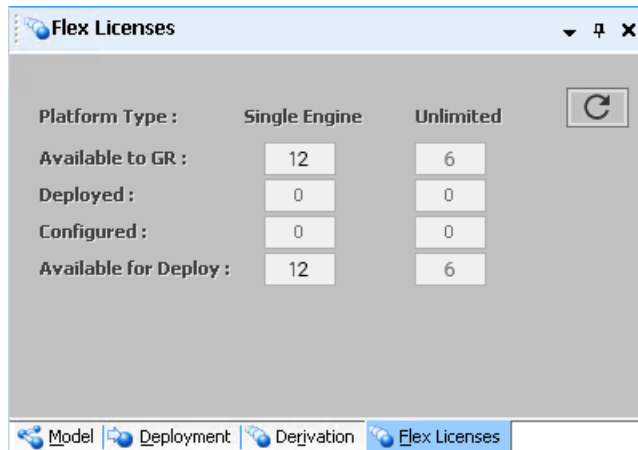 Flex Licenses
Platform Type : Single Engine Unlimited
Available to GR : 12 6
Deployed : 0 0
Configured : 0 0
Available for Deploy : 12 6
Model Deployment Derivation Flex Licenses